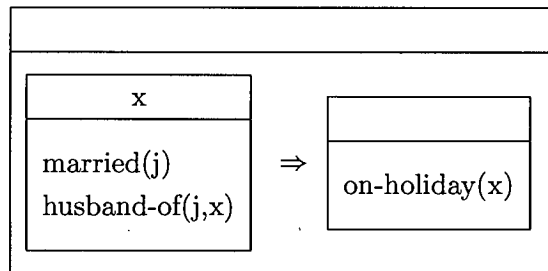 x
married(j)
husband-of(j,x)
⇒
on-holiday(x)